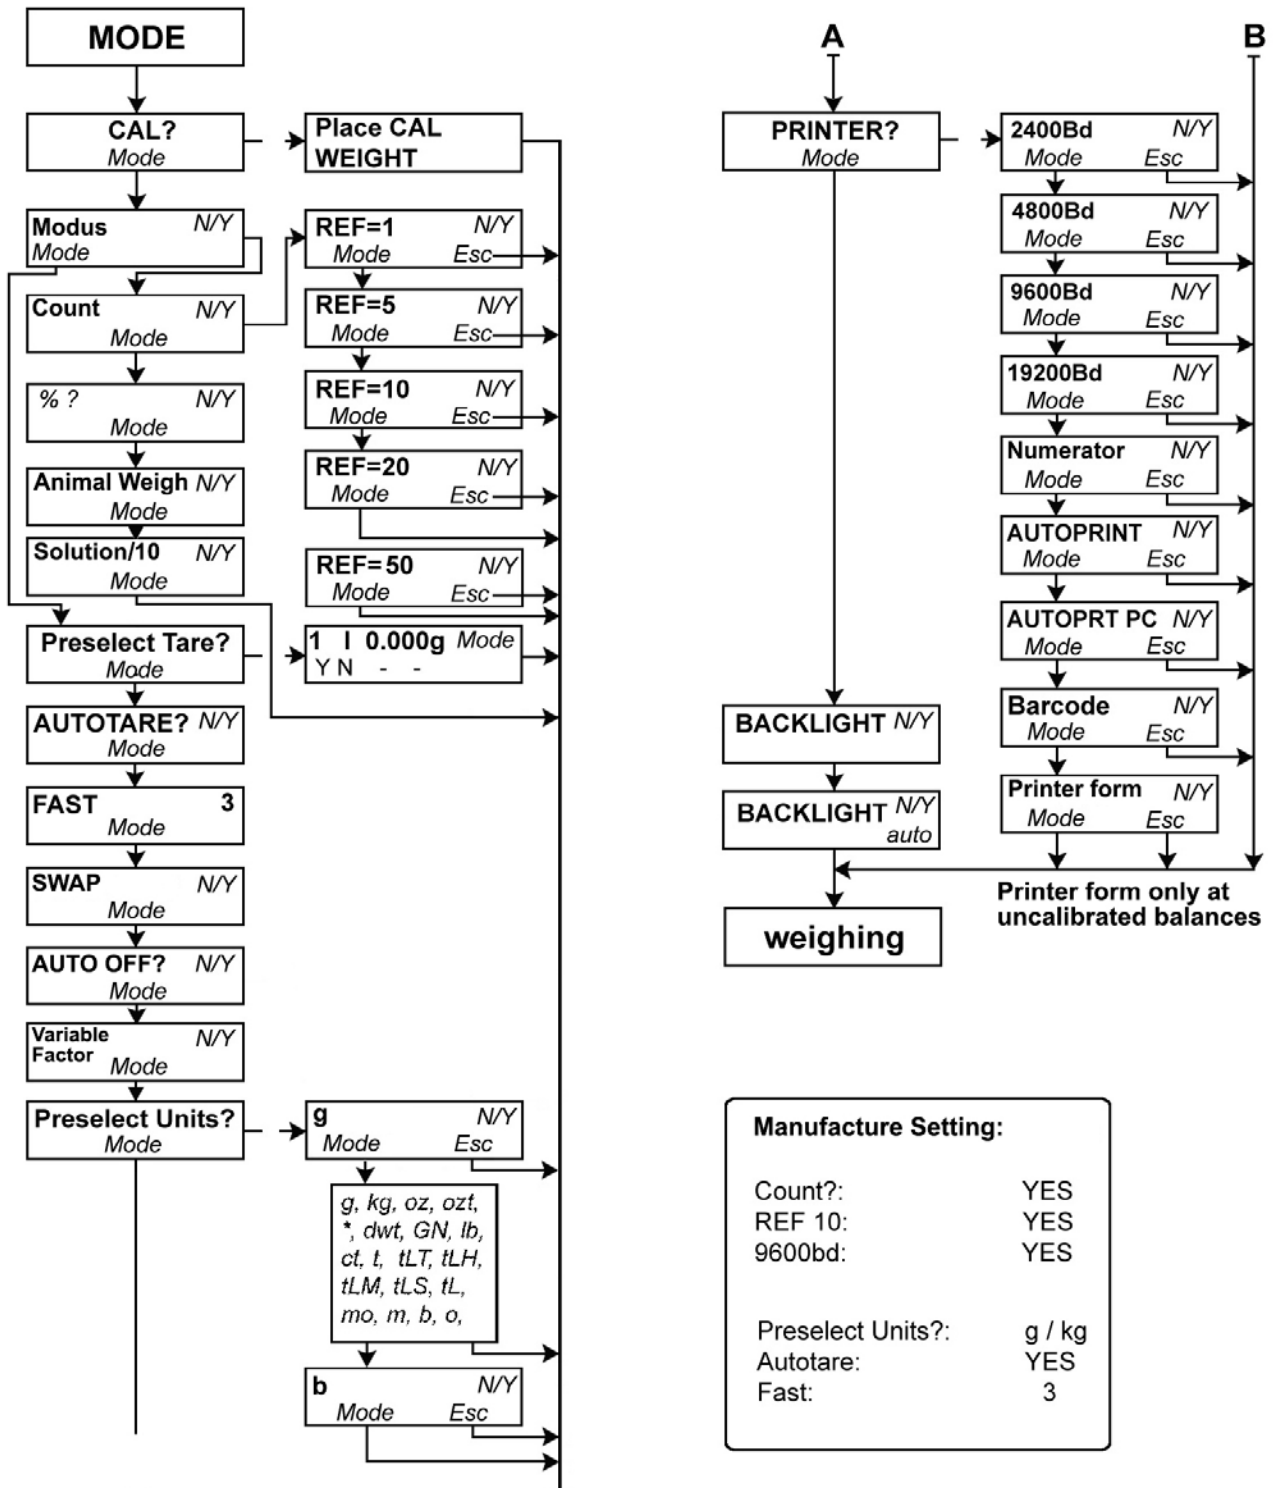 MODE
CAL?
Mode
Place CAL
WEIGHT
Modus N/Y
Mode
Count N/Y
Mode
% ? N/Y
Mode
Animal Weigh N/Y
Mode
Solution/10 N/Y
Mode
REF=1 N/Y
Mode Esc
REF=5 N/Y
Mode Esc
REF=10 N/Y
Mode Esc
REF=20 N/Y
Mode Esc
REF=50 N/Y
Mode Esc
Preselect Tare?
Mode
1 I 0.000g Mode
Y N - -
AUTOTARE? N/Y
Mode
FAST 3
Mode
SWAP N/Y
Mode
AUTO OFF? N/Y
Mode
Variable N/Y
Factor
Mode
Preselect Units?
Mode
g N/Y
Mode Esc
g, kg, oz, ozt,
*, dwt, GN, lb,
ct, t, tLT, tLH,
tLM, tLS, tL,
mo, m, b, o,
b N/Y
Mode Esc
A
B
PRINTER?
Mode
2400Bd N/Y
Mode Esc
4800Bd N/Y
Mode Esc
9600Bd N/Y
Mode Esc
19200Bd N/Y
Mode Esc
Numerator N/Y
Mode Esc
AUTOPRINT N/Y
Mode Esc
AUTOPRT PC N/Y
Mode Esc
Barcode N/Y
Mode Esc
Printer form N/Y
Mode Esc
BACKLIGHT N/Y
BACKLIGHT N/Y
auto
Printer form only at
uncalibrated balances
weighing
Manufacture Setting:
Count?: YES
REF 10: YES
9600bd: YES
Preselect Units?: g / kg
Autotare: YES
Fast: 3